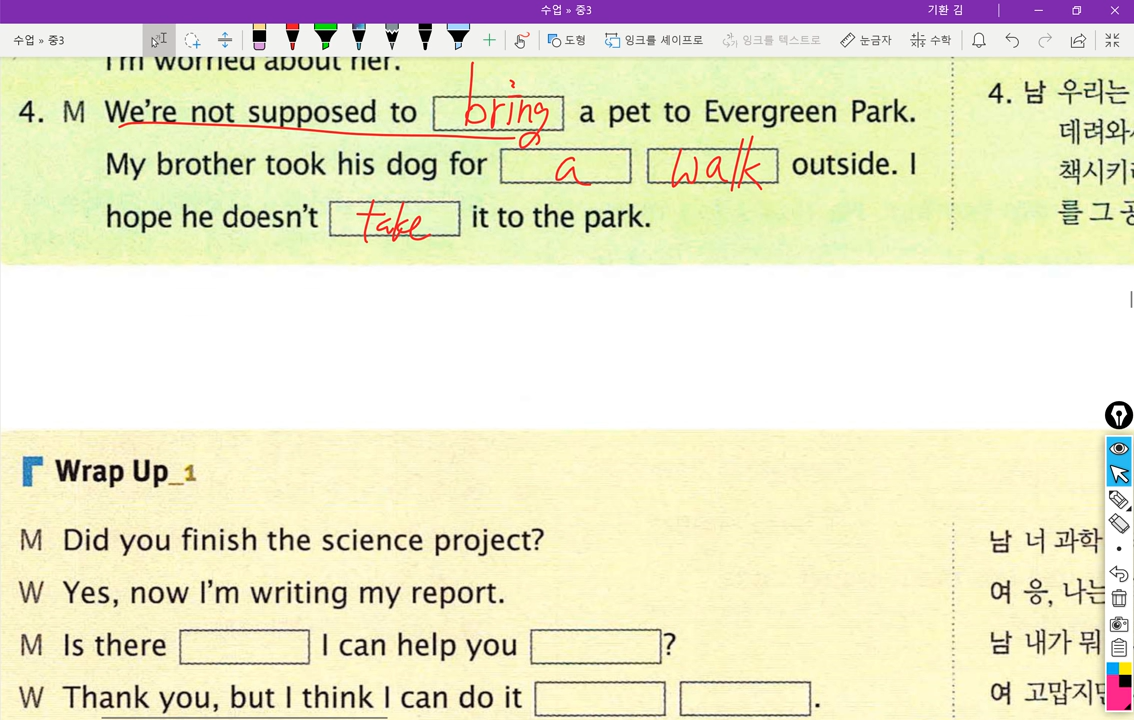 수업 » 중3
기환 김
수업 » 중3
도형
잉크를 셰이프로
잉크를 텍스트로
눈금자
수학
I'm worried about her.
4. M We're not supposed to bring a pet to Evergreen Park.
My brother took his dog for a walk outside. I
hope he doesn't take it to the park.
4. 남 우리는
데려와
책시키
를 그
Wrap Up_1
M Did you finish the science project?
W Yes, now I'm writing my report.
M Is there I can help you ?
W Thank you, but I think I can do it .
남 너 과학
여 응, 나는
남 내가 뭐
여 고맙지만